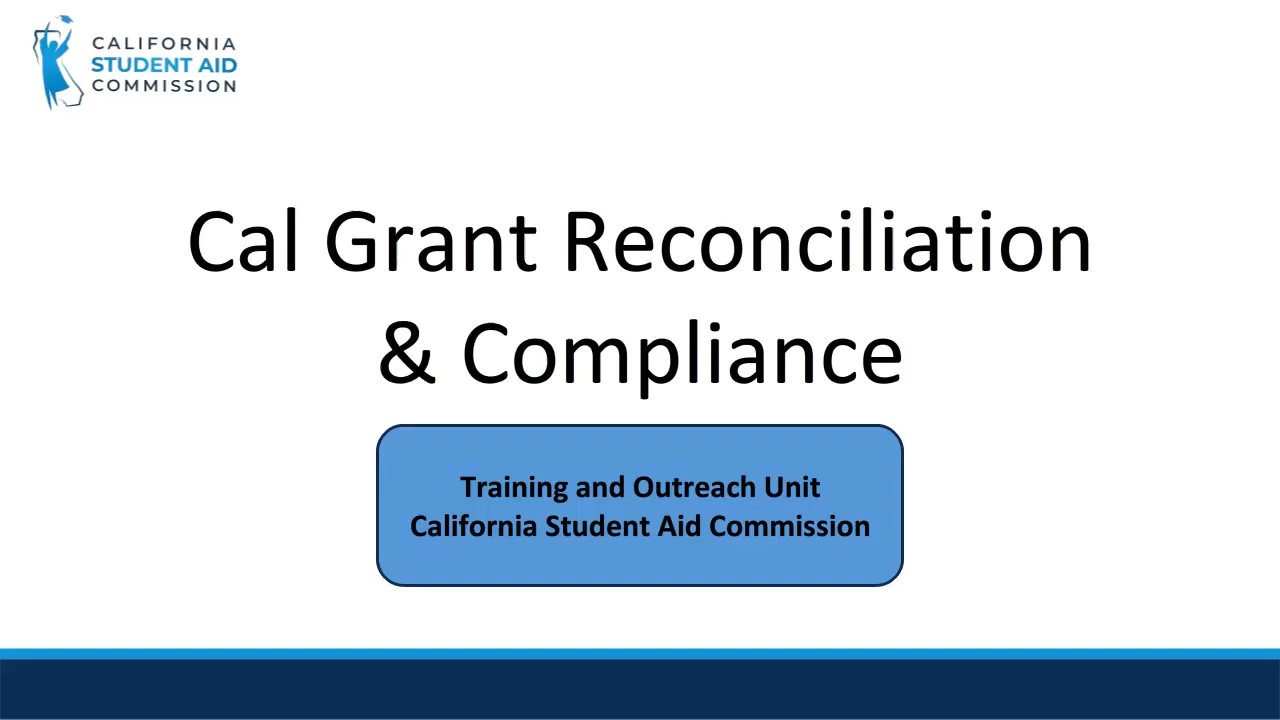 CALIFORNIA
STUDENT AID
COMMISSION
Cal Grant Reconciliation
& Compliance
Training and Outreach Unit
California Student Aid Commission